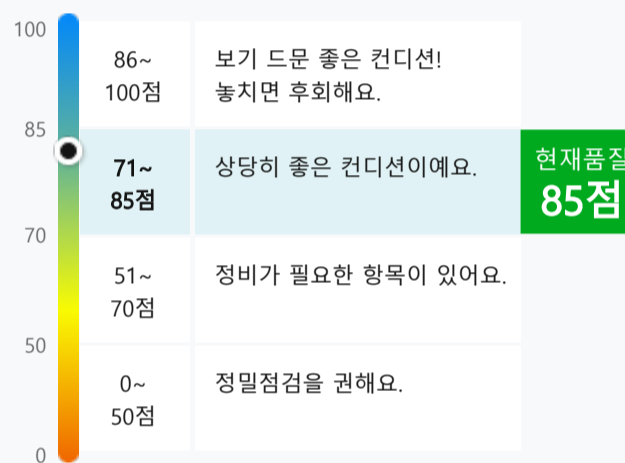 100
86~
100점
보기 드문 좋은 컨디션!
놓치면 후회해요.
85
71~
85점
상당히 좋은 컨디션이예요.
현재품질
85점
70
51~
70점
정비가 필요한 항목이 있어요.
50
0~
50점
정밀점검을 권해요.
0